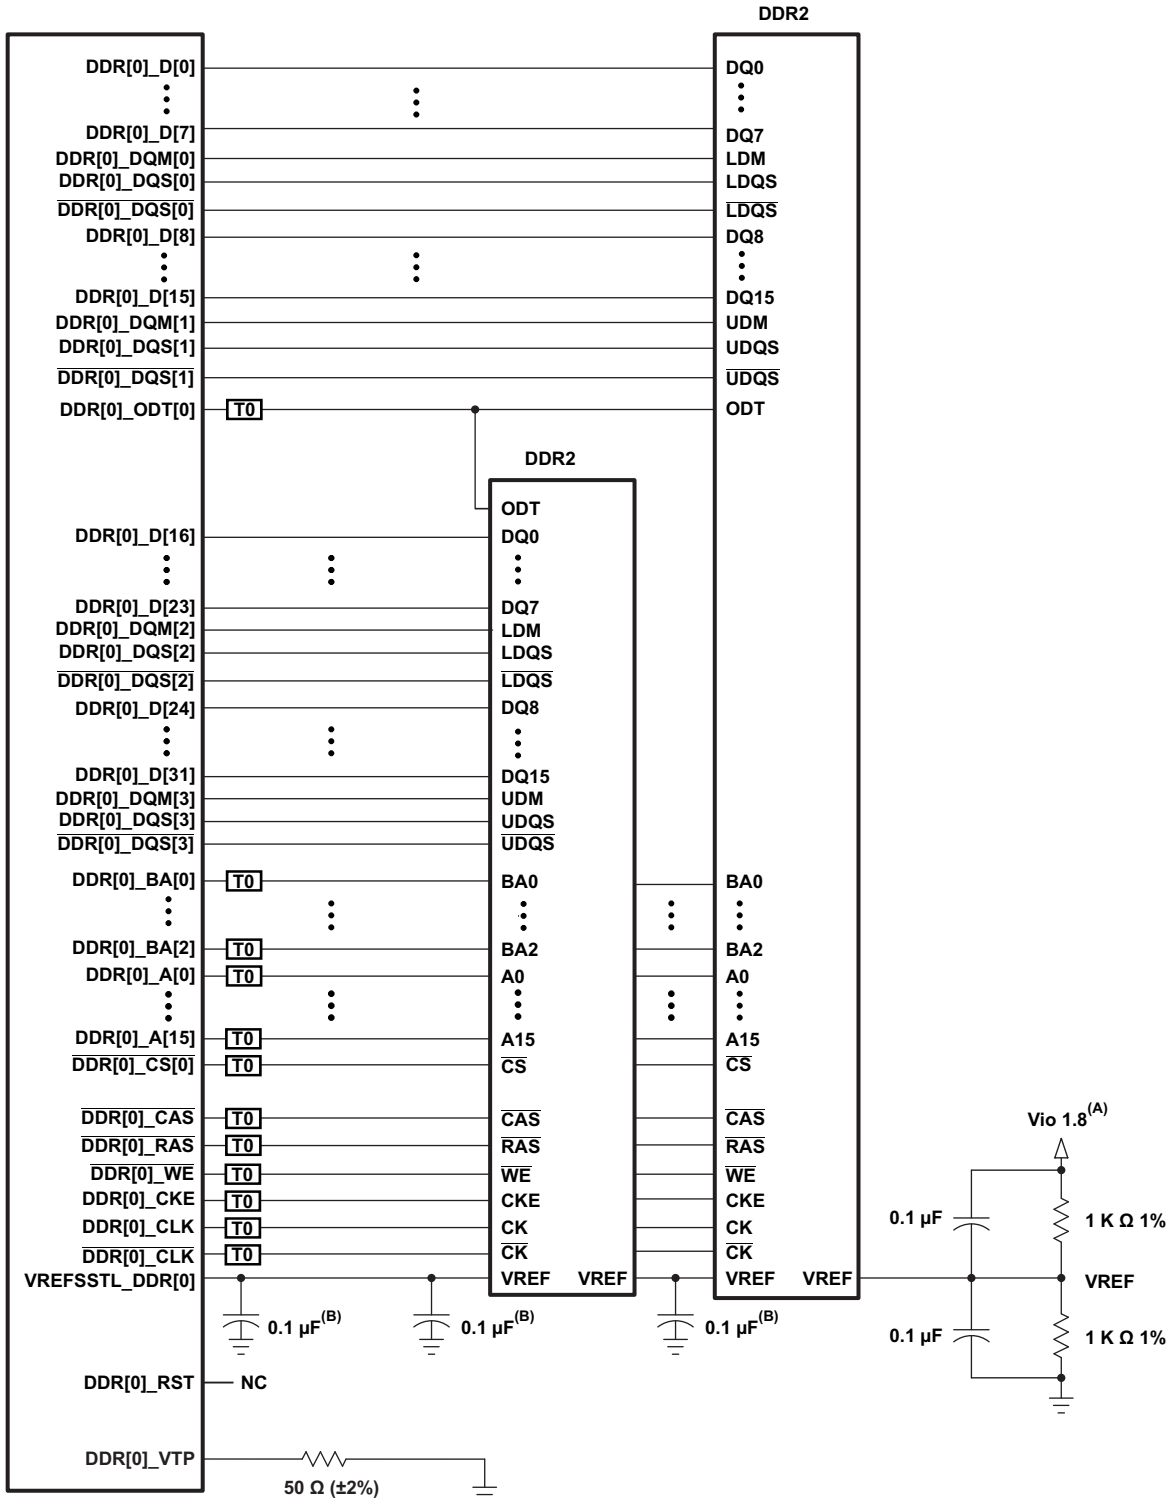 DDR2
DDR[0]_D[0] DQ0
DDR[0]_D[7] DQ7
DDR[0]_DQM[0] LDM
DDR[0]_DQS[0] LDQS
DDR[0]_DQS[0] LDQS
DDR[0]_D[8] DQ8
DDR[0]_D[15] DQ15
DDR[0]_DQM[1] UDM
DDR[0]_DQS[1] UDQS
DDR[0]_DQS[1] UDQS
DDR[0]_ODT[0] T0 ODT
DDR2
ODT
DDR[0]_D[16] DQ0
DDR[0]_D[23] DQ7
DDR[0]_DQM[2] LDM
DDR[0]_DQS[2] LDQS
DDR[0]_DQS[2] LDQS
DDR[0]_D[24] DQ8
DDR[0]_D[31] DQ15
DDR[0]_DQM[3] UDM
DDR[0]_DQS[3] UDQS
DDR[0]_DQS[3] UDQS
DDR[0]_BA[0] T0 BA0 BA0
DDR[0]_BA[2] T0 BA2 BA2
DDR[0]_A[0] T0 A0 A0
DDR[0]_A[15] T0 A15 A15
DDR[0]_CS[0] T0 CS CS
DDR[0]_CAS T0 CAS CAS
Vio 1.8(A)
DDR[0]_RAS T0 RAS RAS
DDR[0]_WE T0 WE WE
DDR[0]_CKE T0 CKE CKE
0.1 µF 1 K Ω 1%
DDR[0]_CLK T0 CK CK
DDR[0]_CLK T0 CK CK
VREFSSTL_DDR[0] VREF VREF VREF VREF VREF
0.1 µF(B) 0.1 µF(B) 0.1 µF(B) 0.1 µF 1 K Ω 1%
DDR[0]_RST NC
DDR[0]_VTP
50 Ω (±2%)